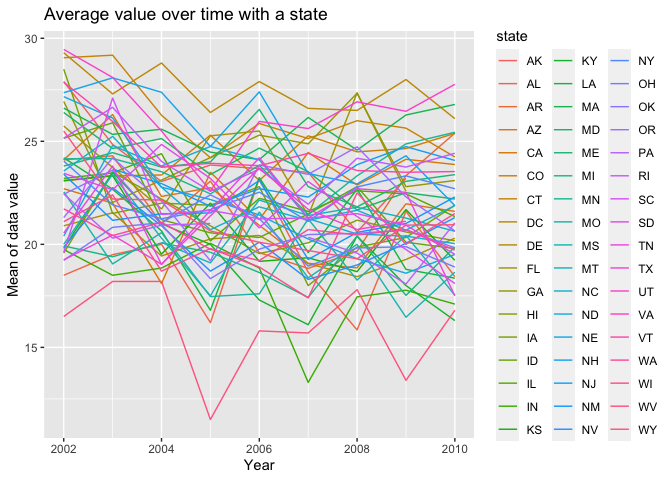 Average value over time with a state
Mean of data value
30
25
20
15
2002
2004
2006
2008
2010
Year
state
AK
AL
AR
AZ
CA
CO
CT
DC
DE
FL
GA
HI
IA
ID
IL
IN
KS
KY
LA
MA
MD
ME
MI
MN
MO
MS
MT
NC
ND
NE
NH
NJ
NM
NV
NY
OH
OK
OR
PA
RI
SC
SD
TN
TX
UT
VA
VT
WA
WI
WV
WY